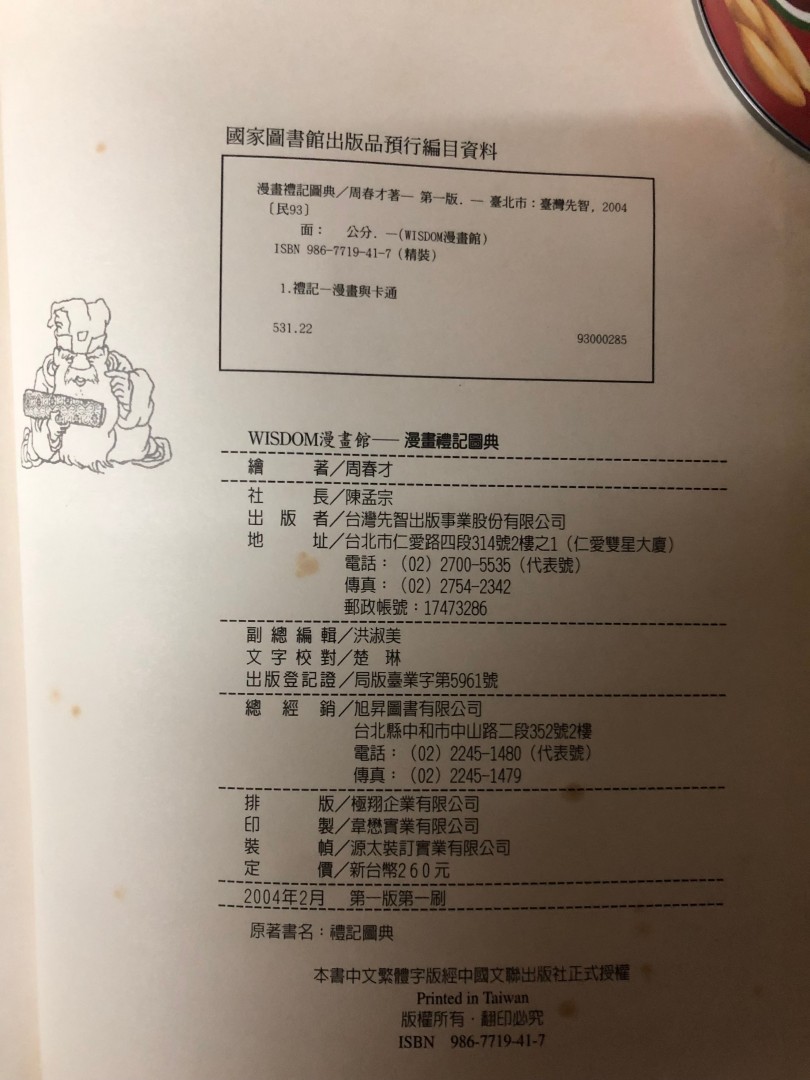 國家圖書館出版品預行編目資料
漫畫禮記圖典／周春才著— 第一版. — 臺北市：臺灣先智, 2004
〔民93〕
面： 公分. —(WISDOM漫畫館)
ISBN 986-7719-41-7 (精裝)
1.禮記—漫畫與卡通
531.22 93000285
WISDOM漫畫館——漫畫禮記圖典
繪 著／周春才
社 長／陳孟宗
出 版 者／台灣先智出版事業股份有限公司
地 址／台北市仁愛路四段314號2樓之1（仁愛雙星大廈）
電話：（02）2700-5535（代表號）
傳真：（02）2754-2342
郵政帳號：17473286
副 總 編 輯／洪淑美
文 字 校 對／楚 琳
出版登記證／局版臺業字第5961號
總 經 銷／旭昇圖書有限公司
台北縣中和市中山路二段352號2樓
電話：（02）2245-1480（代表號）
傳真：（02）2245-1479
排 版／極翔企業有限公司
印 製／韋懋實業有限公司
裝 幀／源太裝訂實業有限公司
定 價／新台幣260元
2004年2月 第一版第一刷
原著書名：禮記圖典
本書中文繁體字版經中國文聯出版社正式授權
Printed in Taiwan
版權所有·翻印必究
ISBN 986-7719-41-7